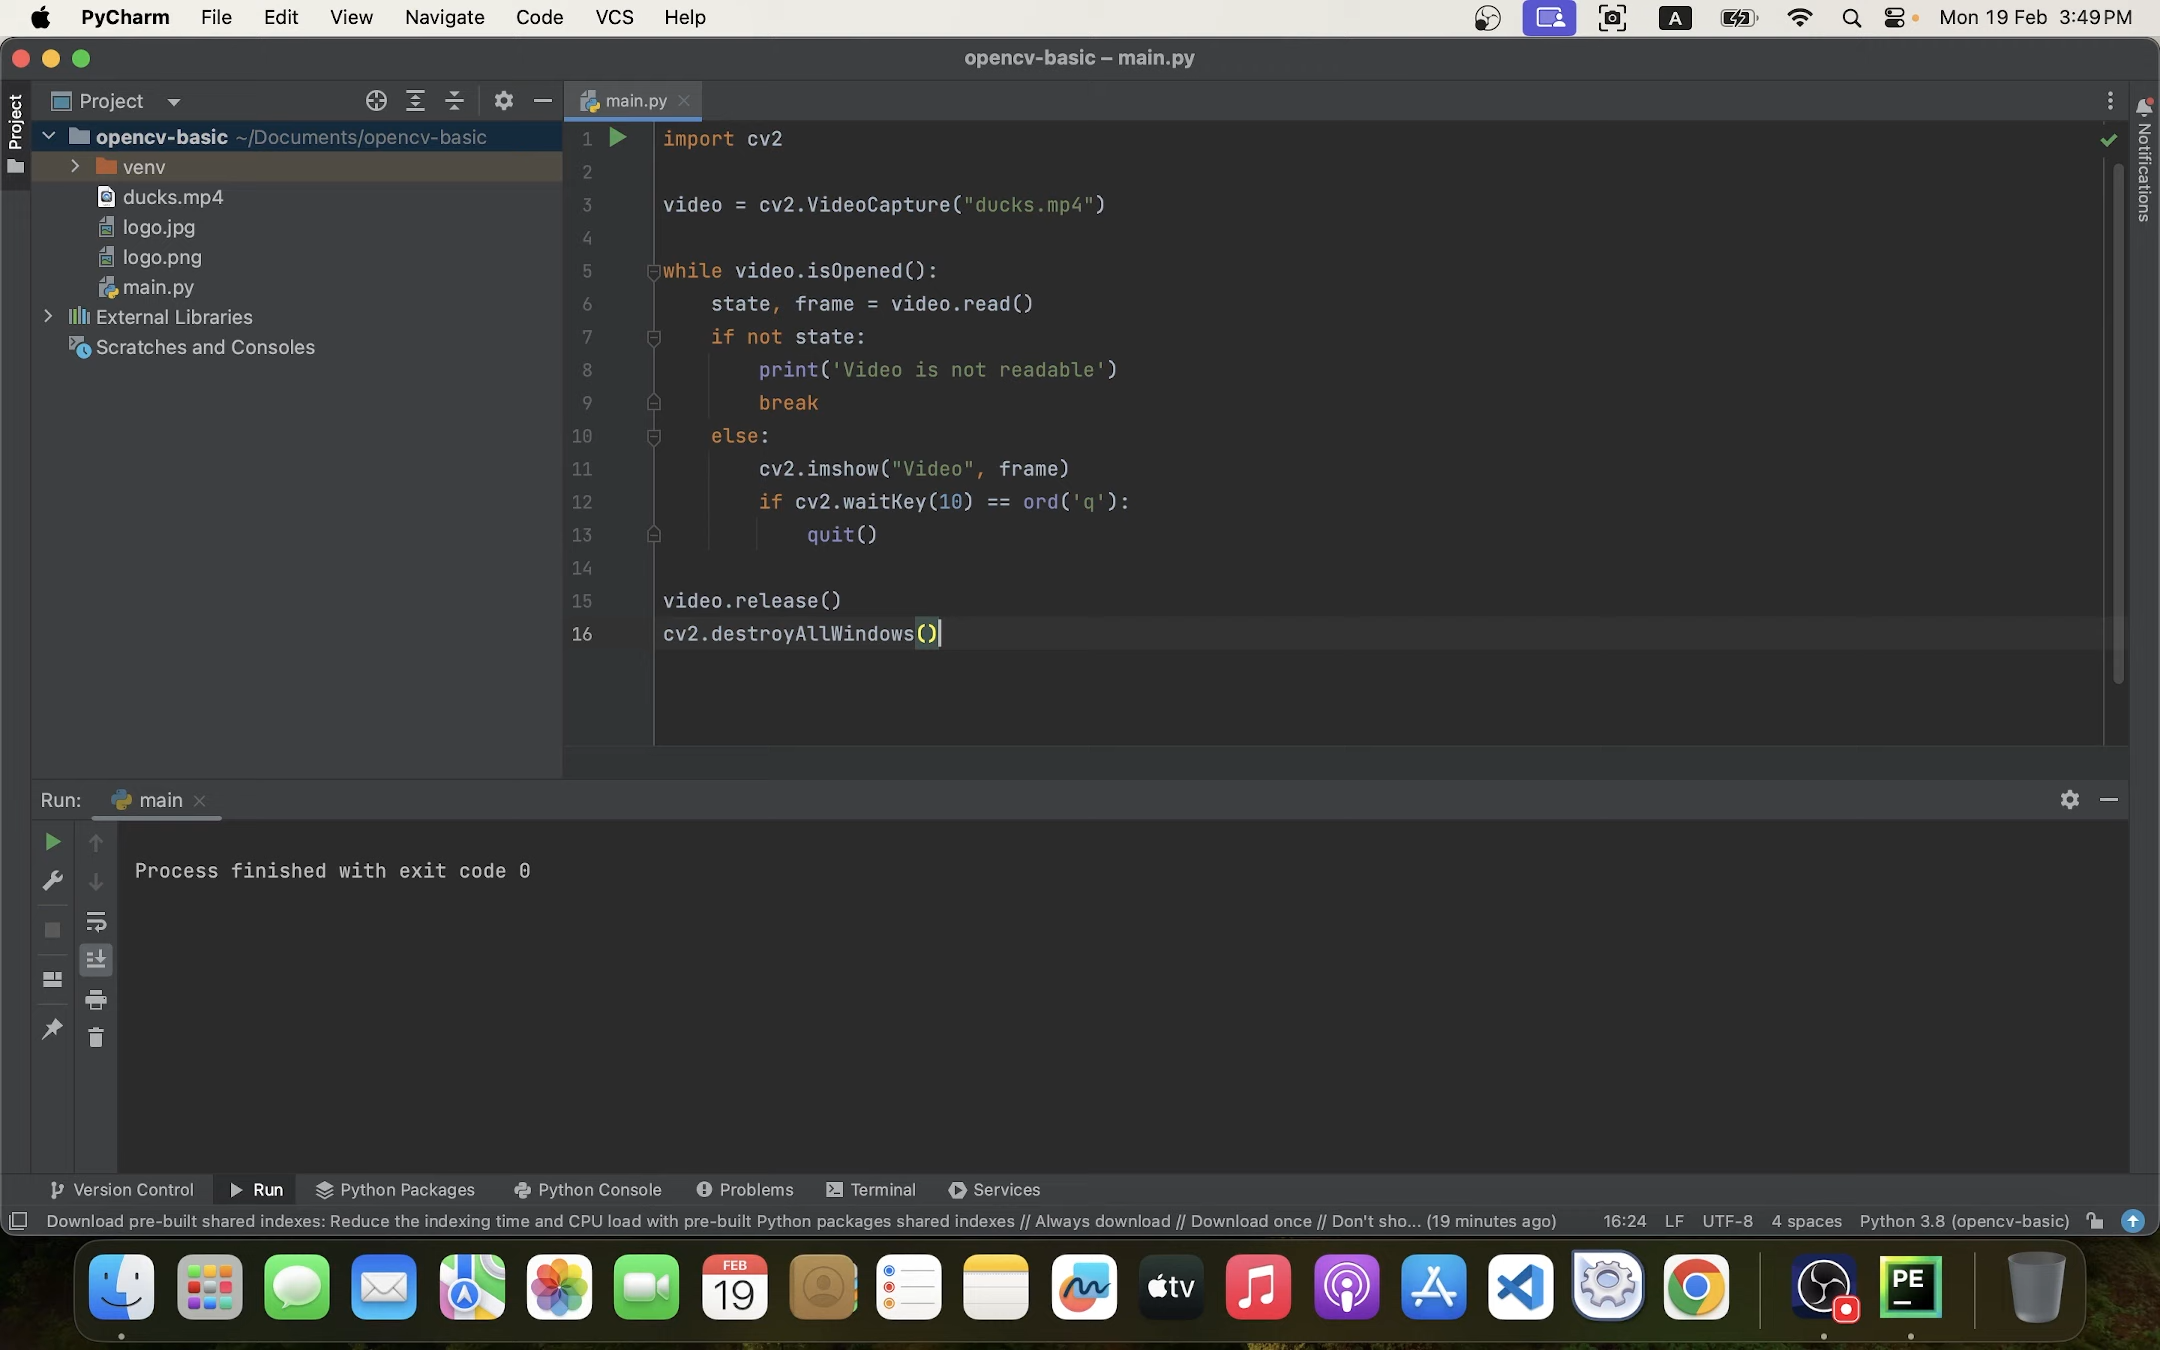 PyCharm File Edit View Navigate Code VCS Help A Mon 19 Feb 3:49 PM
opencv-basic – main.py
Project
Project
main.py
Notifications
opencv-basic ~/Documents/opencv-basic
venv
ducks.mp4
logo.jpg
logo.png
main.py
External Libraries
Scratches and Consoles
1 import cv2
2
3 video = cv2.VideoCapture("ducks.mp4")
4
5 while video.isOpened():
6 state, frame = video.read()
7 if not state:
8 print('Video is not readable')
9 break
10 else:
11 cv2.imshow("Video", frame)
12 if cv2.waitKey(10) == ord('q'):
13 quit()
14
15 video.release()
16 cv2.destroyAllWindows()
Run: main
Process finished with exit code 0
Version Control Run Python Packages Python Console Problems Terminal Services
Download pre-built shared indexes: Reduce the indexing time and CPU load with pre-built Python packages shared indexes // Always download // Download once // Don't sho... (19 minutes ago) 16:24 LF UTF-8 4 spaces Python 3.8 (opencv-basic)
FEB
19
tv
PE